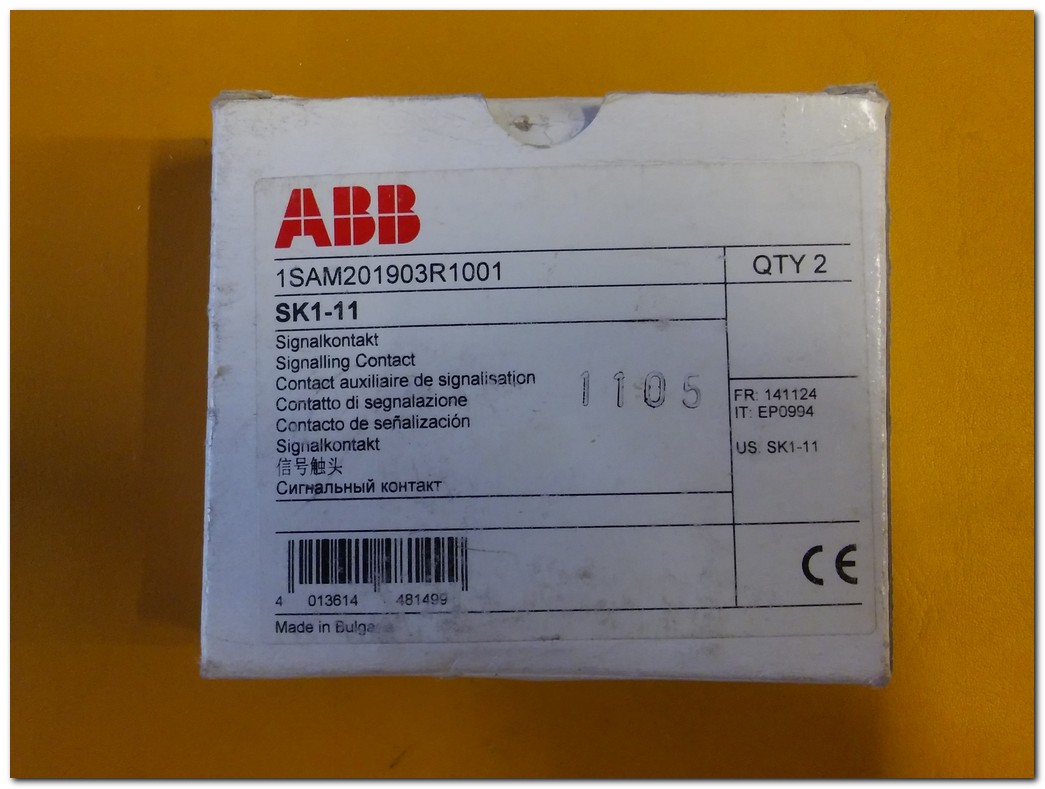 ABB
1SAM201903R1001
QTY 2
SK1-11
Signalkontakt
Signalling Contact
Contact auxiliaire de signalisation
Contatto di segnalazione
Contacto de señalización
Signalkontakt
信号触头
Сигнальный контакт
1105
FR: 141124
IT: EP0994
US: SK1-11
4 013614 481499
CE
Made in